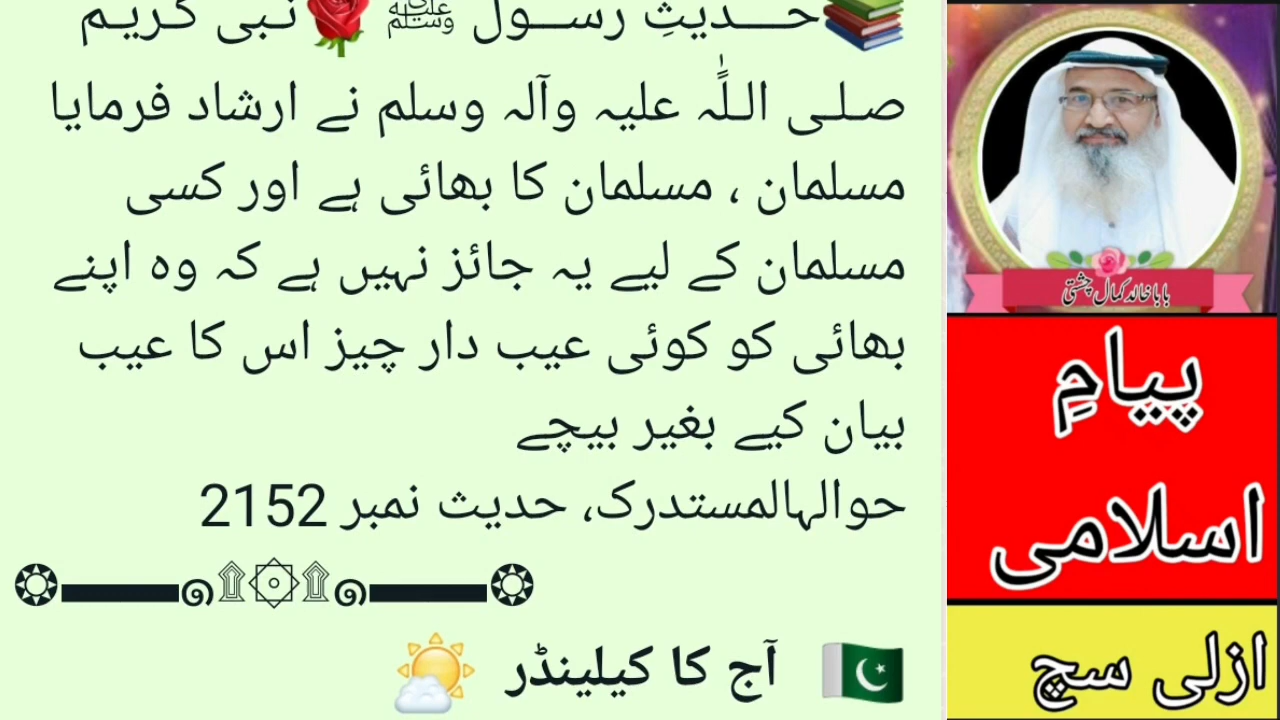 📚حـــدیثِ رســول ﷺ 🌹نبی کریم
صلی اللّٰہ علیہ وآلہ وسلم نے ارشاد فرمایا
مسلمان ، مسلمان کا بھائی ہے اور کسی
مسلمان کے لیے یہ جائز نہیں ہے کہ وہ اپنے
بھائی کو کوئی عیب دار چیز اس کا عیب
بیان کیے بغیر بیچے
حوالہالمستدرک، حدیث نمبر 2152
🇵🇰 آج کا کیلینڈر 🌤️
بابا خالد کمال چشتی
پیامِ
اسلامی
ازلی سچ